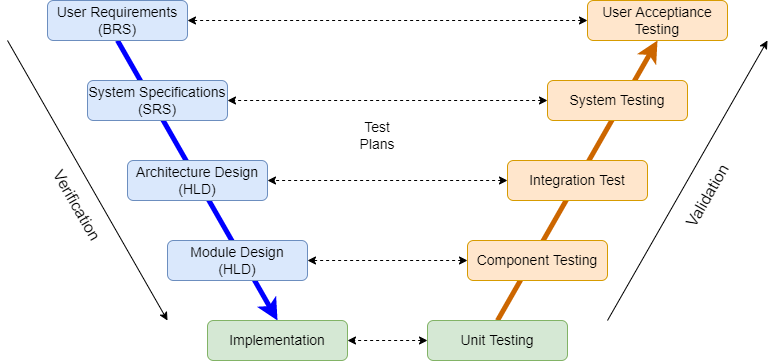 User Requirements
(BRS)
User Acceptance
Testing
System Specifications
(SRS)
System Testing
Test
Plans
Architecture Design
(HLD)
Integration Test
Verification
Validation
Module Design
(HLD)
Component Testing
Implementation
Unit Testing